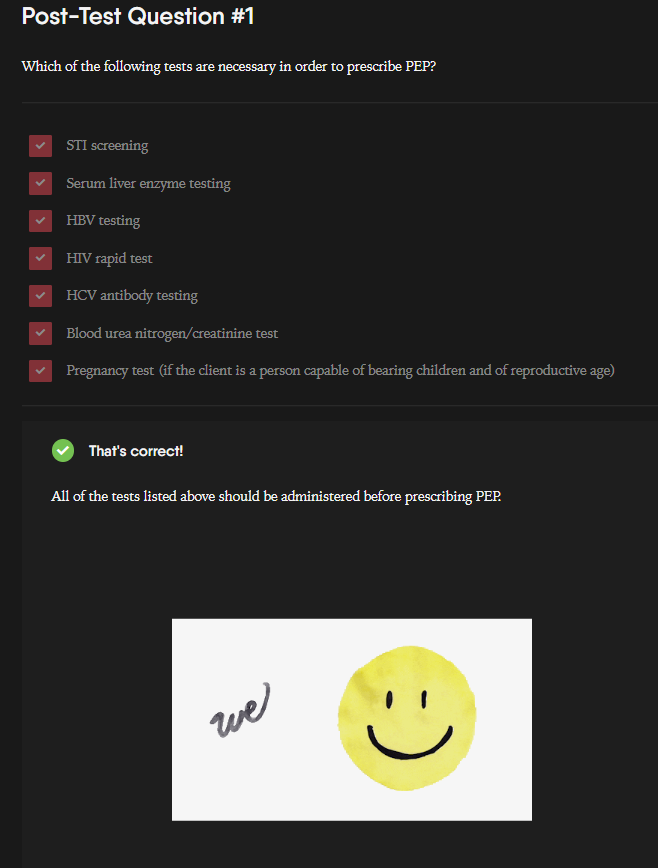 Post-Test Question #1
Which of the following tests are necessary in order to prescribe PEP?
STI screening
Serum liver enzyme testing
HBV testing
HIV rapid test
HCV antibody testing
Blood urea nitrogen/creatinine test
Pregnancy test (if the client is a person capable of bearing children and of reproductive age)
That's correct!
All of the tests listed above should be administered before prescribing PEP.
we